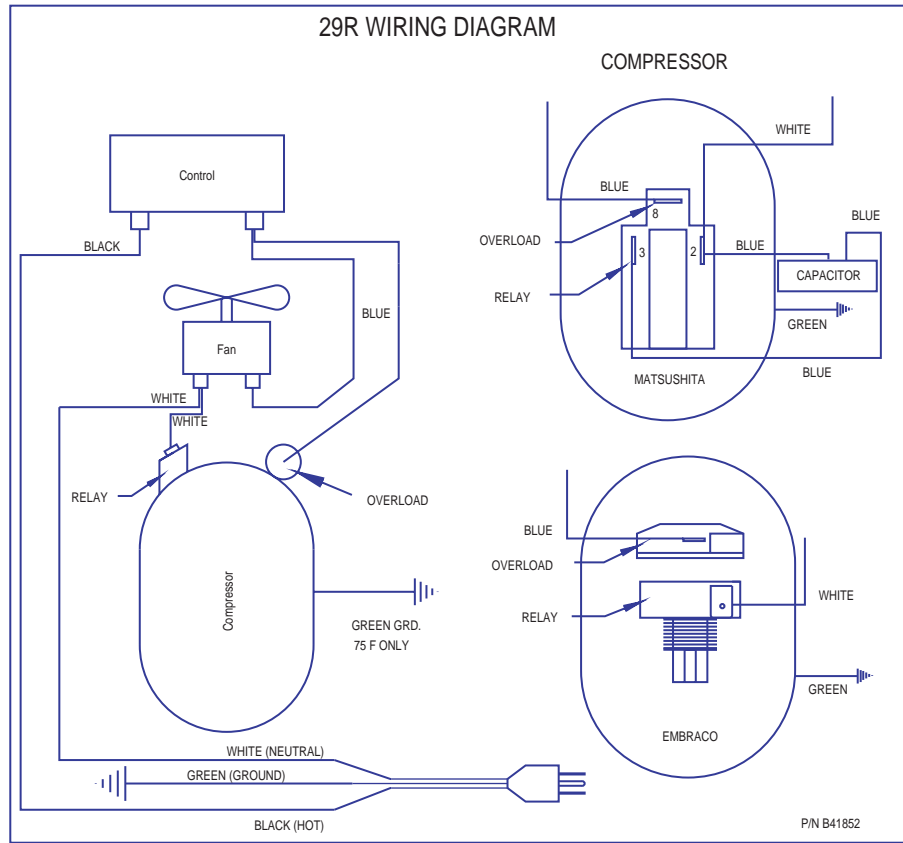 29R WIRING DIAGRAM
COMPRESSOR
Control
BLACK
BLUE
Fan
WHITE
WHITE
RELAY
OVERLOAD
Compressor
GREEN GRD.
75 F ONLY
WHITE (NEUTRAL)
GREEN (GROUND)
BLACK (HOT)
WHITE
BLUE
8
OVERLOAD
3
2
BLUE
BLUE
CAPACITOR
RELAY
GREEN
BLUE
MATSUSHITA
BLUE
OVERLOAD
RELAY
WHITE
GREEN
EMBRACO
P/N B41852